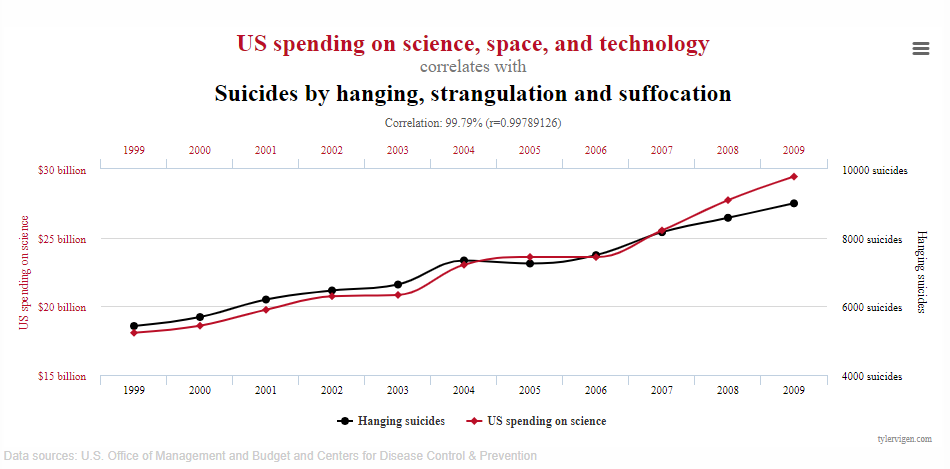 US spending on science, space, and technology
correlates with
Suicides by hanging, strangulation and suffocation
Correlation: 99.79% (r=0.99789126)
1999 2000 2001 2002 2003 2004 2005 2006 2007 2008 2009
$30 billion 10000 suicides
US spending on science
Hanging suicides
$25 billion 8000 suicides
$20 billion 6000 suicides
$15 billion 4000 suicides
1999 2000 2001 2002 2003 2004 2005 2006 2007 2008 2009
Hanging suicides US spending on science
tylervigen.com
Data sources: U.S. Office of Management and Budget and Centers for Disease Control & Prevention